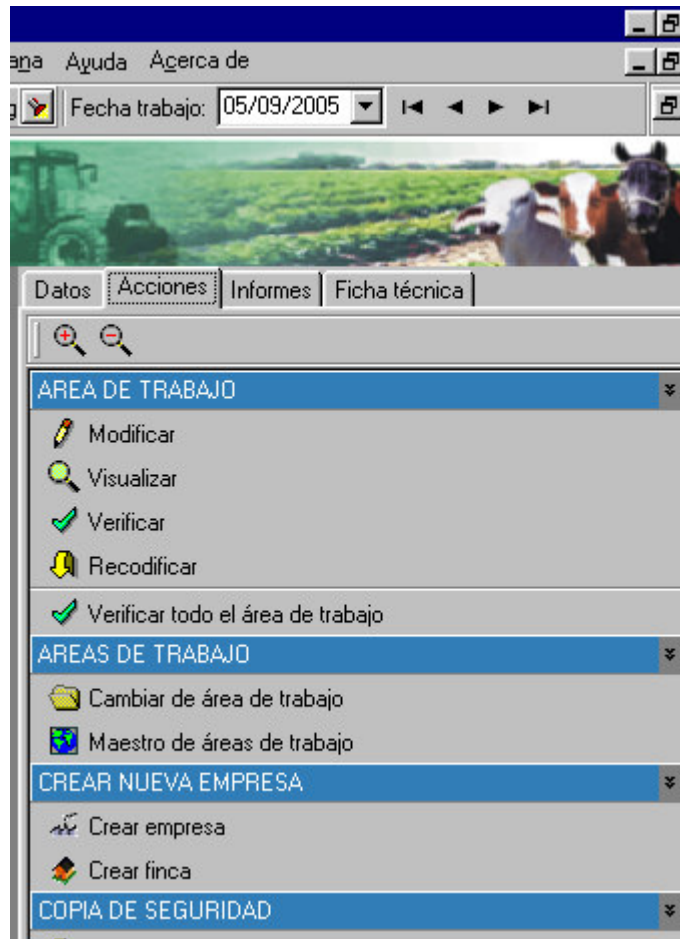 Ayuda Acerca de
Fecha trabajo: 05/09/2005
Datos Acciones Informes Ficha técnica
AREA DE TRABAJO
Modificar
Visualizar
Verificar
Recodificar
Verificar todo el área de trabajo
AREAS DE TRABAJO
Cambiar de área de trabajo
Maestro de áreas de trabajo
CREAR NUEVA EMPRESA
Crear empresa
Crear finca
COPIA DE SEGURIDAD